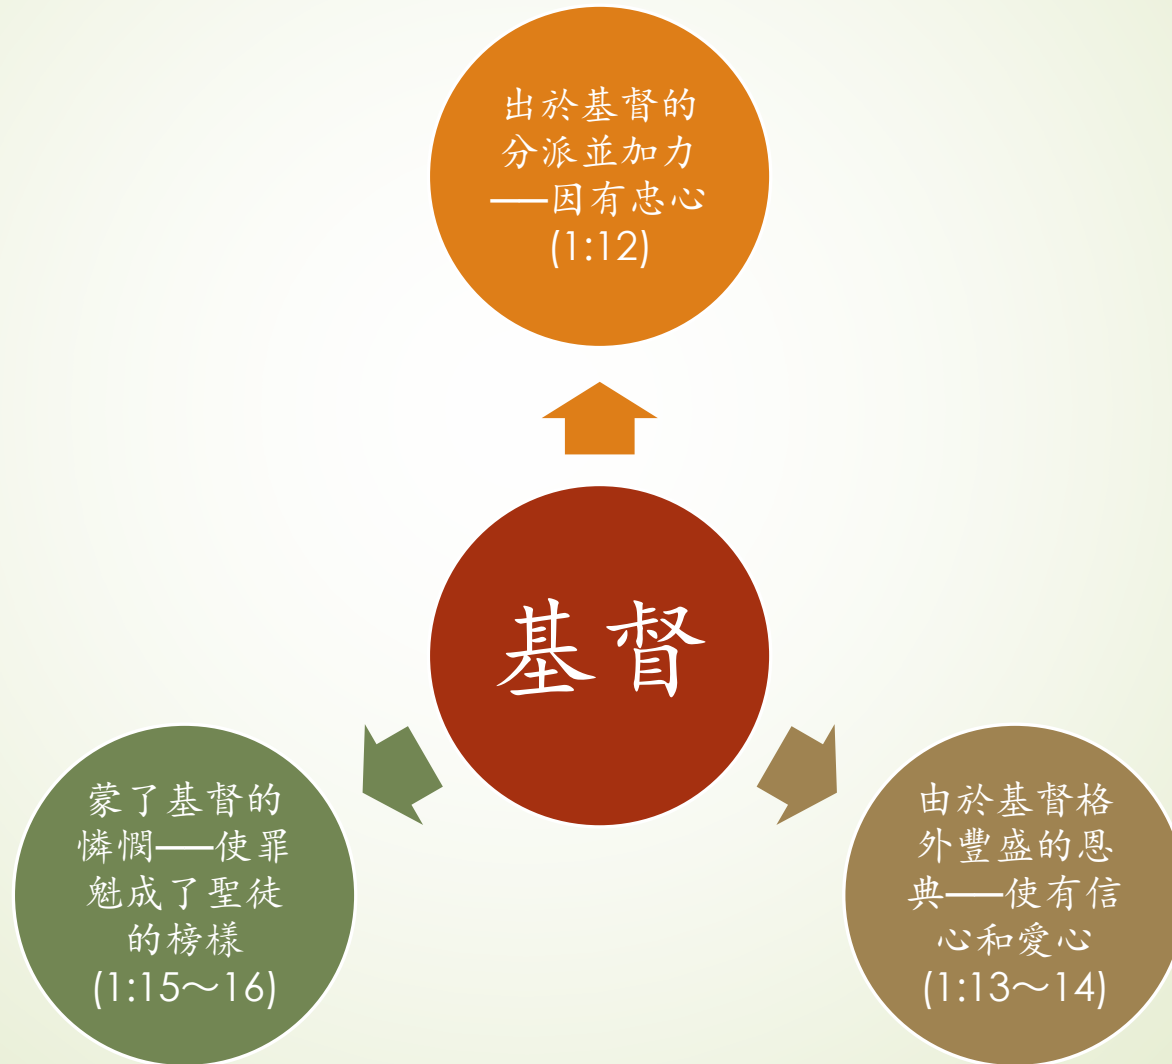 出於基督的
分派並加力
──因有忠心
(1:12)
基督
蒙了基督的
憐憫──使罪
魁成了聖徒
的榜樣
(1:15～16)
由於基督格
外豐盛的恩
典──使有信
心和愛心
(1:13～14)